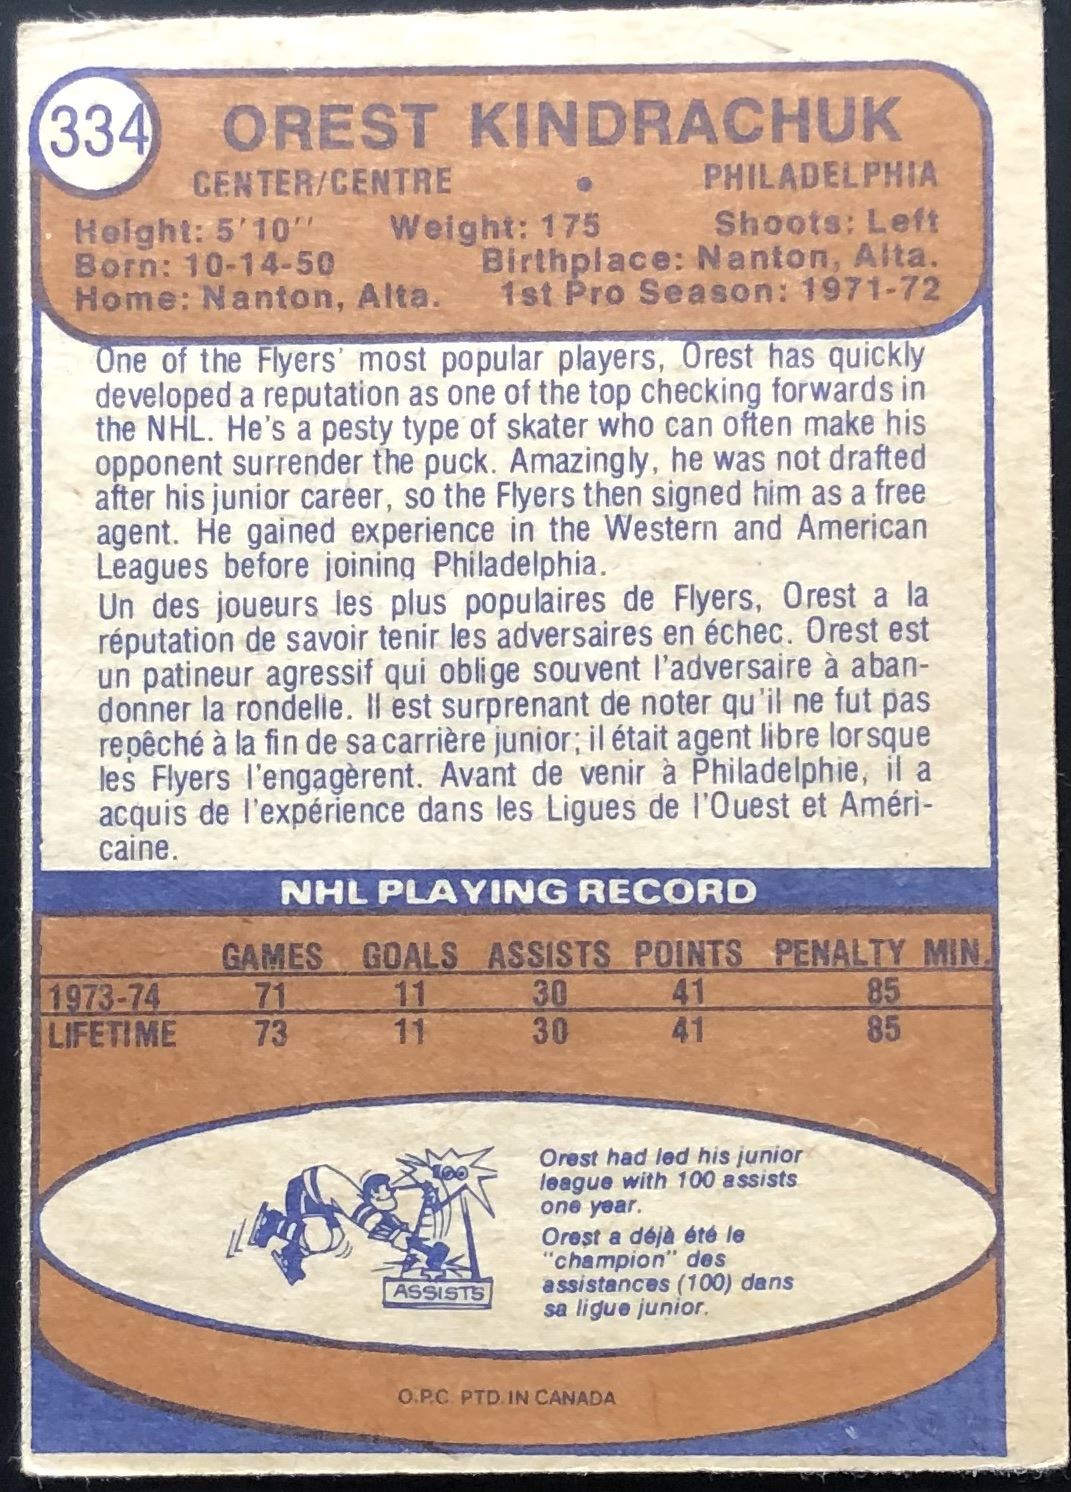 334
OREST KINDRACHUK
CENTER/CENTRE • PHILADELPHIA
Height: 5'10" Weight: 175 Shoots: Left
Born: 10-14-50 Birthplace: Nanton, Alta.
Home: Nanton, Alta. 1st Pro Season: 1971-72
One of the Flyers' most popular players, Orest has quickly
developed a reputation as one of the top checking forwards in
the NHL. He's a pesty type of skater who can often make his
opponent surrender the puck. Amazingly, he was not drafted
after his junior career, so the Flyers then signed him as a free
agent. He gained experience in the Western and American
Leagues before joining Philadelphia.
Un des joueurs les plus populaires de Flyers, Orest a la
réputation de savoir tenir les adversaires en échec. Orest est
un patineur agressif qui oblige souvent l'adversaire à aban-
donner la rondelle. Il est surprenant de noter qu'il ne fut pas
repêché à la fin de sa carrière junior; il était agent libre lorsque
les Flyers l'engagèrent. Avant de venir à Philadelphie, il a
acquis de l'expérience dans les Ligues de l'Ouest et Améri-
caine.
NHL PLAYING RECORD
GAMES GOALS ASSISTS POINTS PENALTY MIN.
1973-74 71 11 30 41 85
LIFETIME 73 11 30 41 85
100
ASSISTS
Orest had led his junior
league with 100 assists
one year.
Orest a déjà été le
"champion" des
assistances (100) dans
sa ligue junior.
O.P.C. PTD. IN CANADA